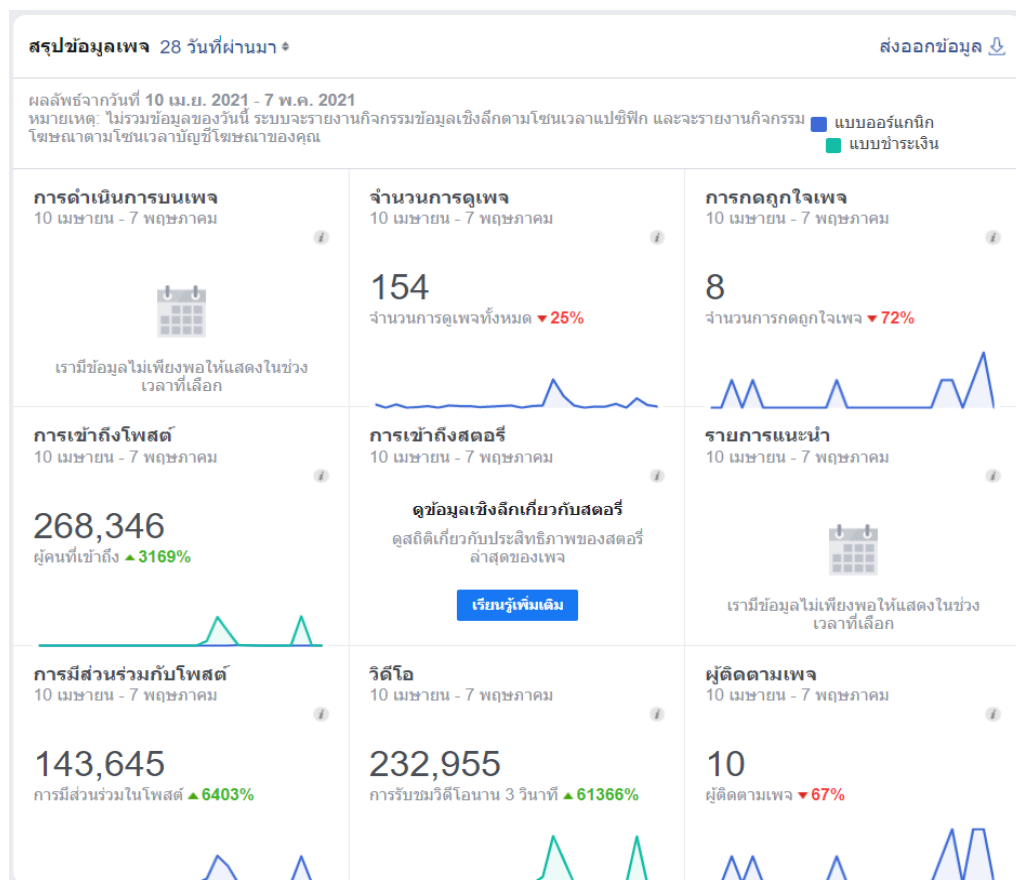 สรุปข้อมูลเพจ 28 วันที่ผ่านมา
ส่งออกข้อมูล
ผลลัพธ์จากวันที่ 10 เม.ย. 2021 - 7 พ.ค. 2021
หมายเหตุ: ไม่รวมข้อมูลของวันนี้ ระบบจะรายงานกิจกรรมข้อมูลเชิงลึกตามโซนเวลาแปซิฟิก และจะรายงานกิจกรรม
โฆษณาตามโซนเวลาบัญชีโฆษณาของคุณ
แบบออร์แกนิก
แบบชำระเงิน
การดำเนินการบนเพจ
10 เมษายน - 7 พฤษภาคม
เรามีข้อมูลไม่เพียงพอให้แสดงในช่วง
เวลาที่เลือก
จำนวนการดูเพจ
10 เมษายน - 7 พฤษภาคม
154
จำนวนการดูเพจทั้งหมด 25%
การกดถูกใจเพจ
10 เมษายน - 7 พฤษภาคม
8
จำนวนการกดถูกใจเพจ 72%
การเข้าถึงโพสต์
10 เมษายน - 7 พฤษภาคม
268,346
ผู้คนที่เข้าถึง 3169%
การเข้าถึงสตอรี่
10 เมษายน - 7 พฤษภาคม
ดูข้อมูลเชิงลึกเกี่ยวกับสตอรี่
ดูสถิติเกี่ยวกับประสิทธิภาพของสตอรี่
ล่าสุดของเพจ
เรียนรู้เพิ่มเติม
รายการแนะนำ
10 เมษายน - 7 พฤษภาคม
เรามีข้อมูลไม่เพียงพอให้แสดงในช่วง
เวลาที่เลือก
การมีส่วนร่วมกับโพสต์
10 เมษายน - 7 พฤษภาคม
143,645
การมีส่วนร่วมในโพสต์ 6403%
วิดีโอ
10 เมษายน - 7 พฤษภาคม
232,955
การรับชมวิดีโอนาน 3 วินาที 61366%
ผู้ติดตามเพจ
10 เมษายน - 7 พฤษภาคม
10
ผู้ติดตามเพจ 67%